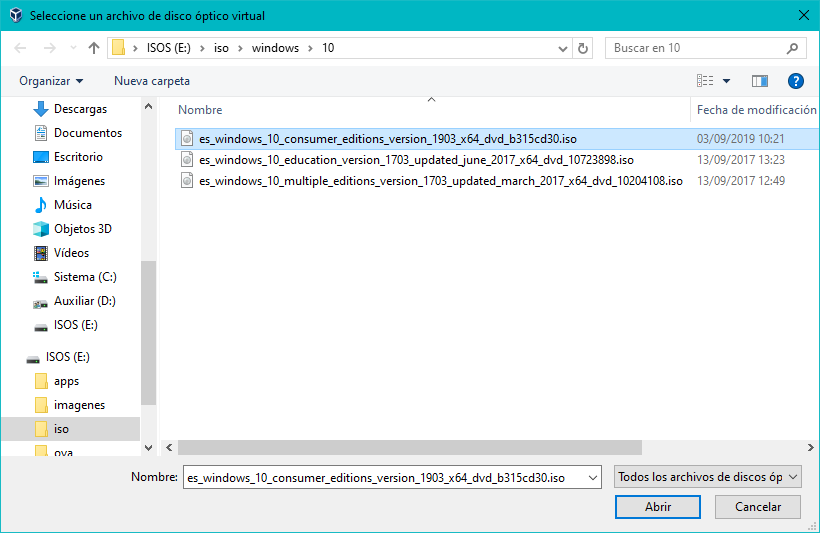 Seleccione un archivo de disco óptico virtual
ISOS (E:) > iso > windows > 10
Buscar en 10
Organizar
Nueva carpeta
Nombre
Fecha de modificación
Descargas
Documentos
Escritorio
Imágenes
Música
Objetos 3D
Vídeos
Sistema (C:)
Auxiliar (D:)
ISOS (E:)
ISOS (E:)
apps
imagenes
iso
ova
es_windows_10_consumer_editions_version_1903_x64_dvd_b315cd30.iso 03/09/2019 10:21
es_windows_10_education_version_1703_updated_june_2017_x64_dvd_10723898.iso 13/09/2017 13:23
es_windows_10_multiple_editions_version_1703_updated_march_2017_x64_dvd_10204108.iso 13/09/2017 12:49
Nombre: es_windows_10_consumer_editions_version_1903_x64_dvd_b315cd30.iso
Todos los archivos de discos óp
Abrir
Cancelar